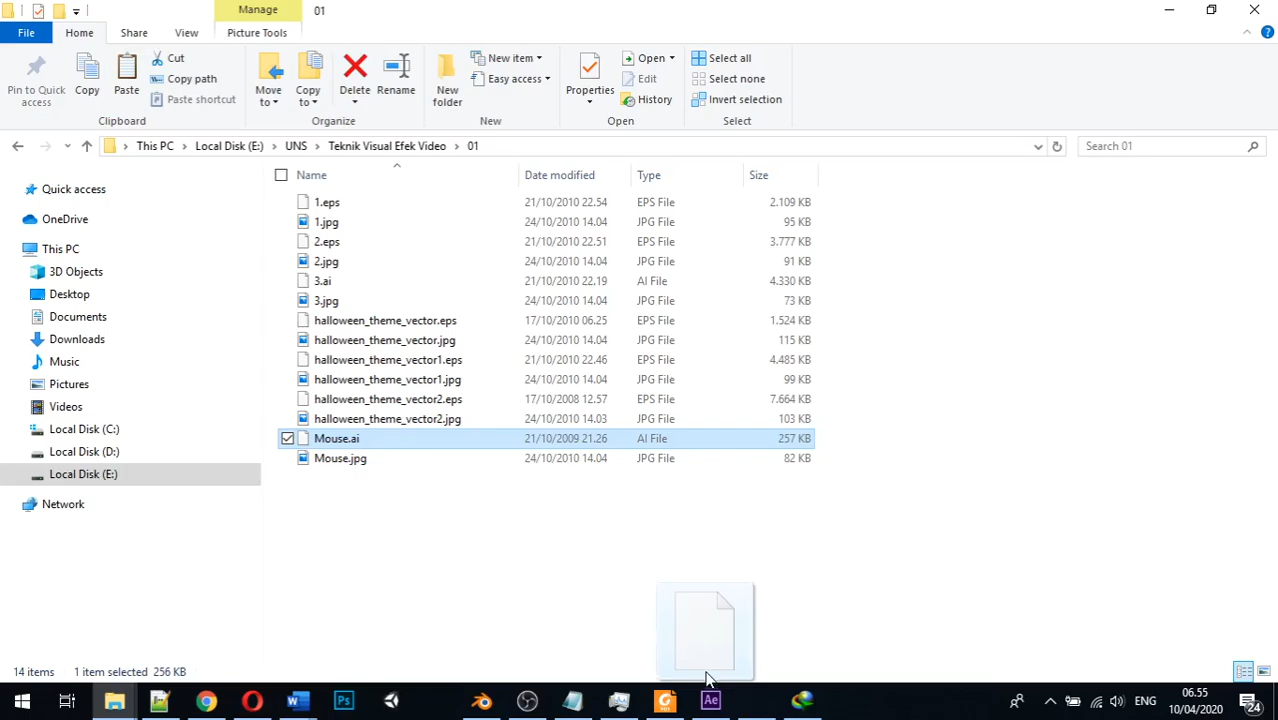 Manage
01
File
Home
Share
View
Picture Tools
Pin to Quick access
Copy
Paste
Cut
Copy path
Paste shortcut
Clipboard
Move to
Copy to
Delete
Rename
Organize
New folder
New item
Easy access
New
Properties
Open
Edit
History
Open
Select all
Select none
Invert selection
Select
This PC > Local Disk (E:) > UNS > Teknik Visual Efek Video > 01
Search 01
Quick access
OneDrive
This PC
3D Objects
Desktop
Documents
Downloads
Music
Pictures
Videos
Local Disk (C:)
Local Disk (D:)
Local Disk (E:)
Network
Name Date modified Type Size
1.eps 21/10/2010 22.54 EPS File 2.109 KB
1.jpg 24/10/2010 14.04 JPG File 95 KB
2.eps 21/10/2010 22.51 EPS File 3.777 KB
2.jpg 24/10/2010 14.04 JPG File 91 KB
3.ai 21/10/2010 22.19 AI File 4.330 KB
3.jpg 24/10/2010 14.04 JPG File 73 KB
halloween_theme_vector.eps 17/10/2010 06.25 EPS File 1.524 KB
halloween_theme_vector.jpg 24/10/2010 14.04 JPG File 115 KB
halloween_theme_vector1.eps 21/10/2010 22.46 EPS File 4.485 KB
halloween_theme_vector1.jpg 24/10/2010 14.04 JPG File 99 KB
halloween_theme_vector2.eps 17/10/2008 12.57 EPS File 7.664 KB
halloween_theme_vector2.jpg 24/10/2010 14.03 JPG File 103 KB
Mouse.ai 21/10/2009 21.26 AI File 257 KB
Mouse.jpg 24/10/2010 14.04 JPG File 82 KB
14 items 1 item selected 256 KB
Ps
Ae
ENG
06.55
10/04/2020
24